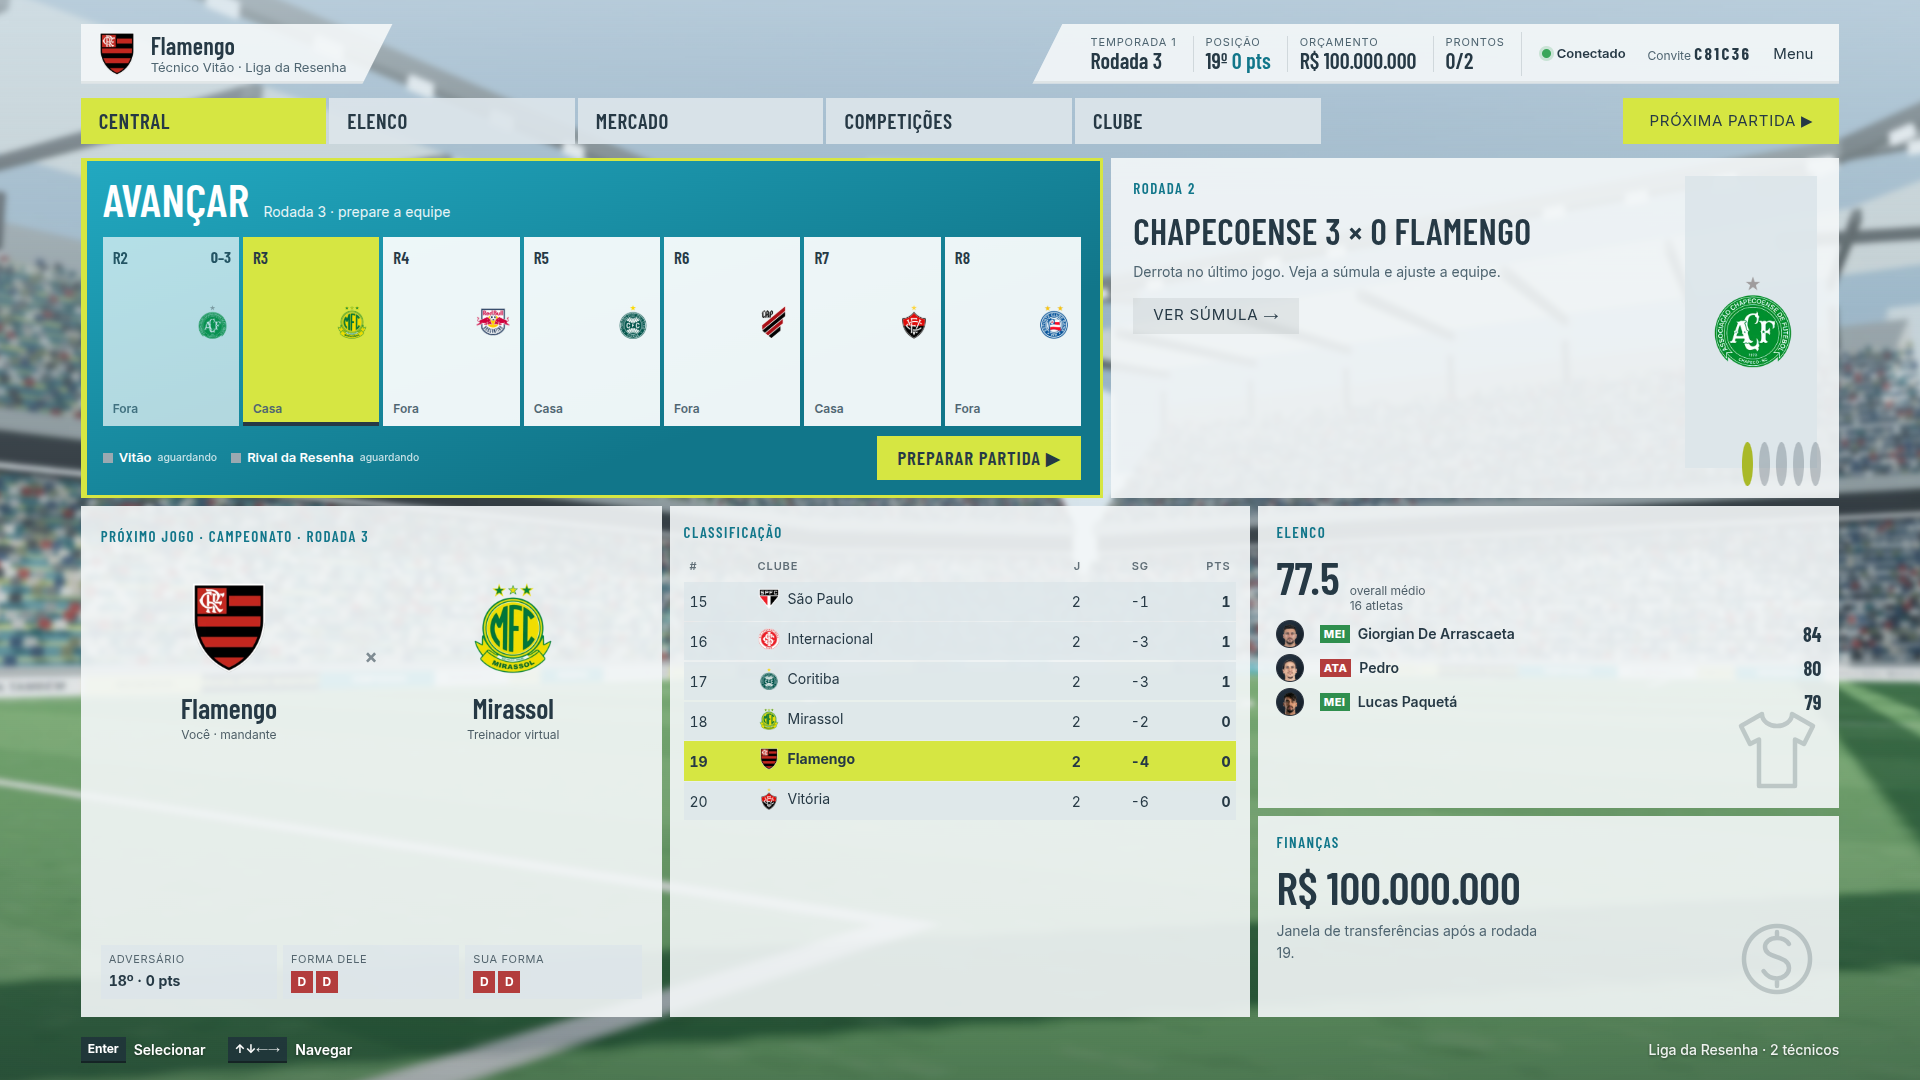 Flamengo
Técnico Vitão · Liga da Resenha
TEMPORADA 1
Rodada 3
POSIÇÃO
19º 0 pts
ORÇAMENTO
R$ 100.000.000
PRONTOS
0/2
Conectado
Convite C81C36
Menu
CENTRAL
ELENCO
MERCADO
COMPETIÇÕES
CLUBE
PRÓXIMA PARTIDA ▶
AVANÇAR Rodada 3 · prepare a equipe
R2 0-3
Fora
R3
Casa
R4
Fora
R5
Casa
R6
Fora
R7
Casa
R8
Fora
Vitão aguardando
Rival da Resenha aguardando
PREPARAR PARTIDA ▶
RODADA 2
CHAPECOENSE 3 × 0 FLAMENGO
Derrota no último jogo. Veja a súmula e ajuste a equipe.
VER SÚMULA →
PRÓXIMO JOGO · CAMPEONATO · RODADA 3
MFC
MIRASSOL
×
Flamengo
Você · mandante
Mirassol
Treinador virtual
ADVERSÁRIO
18º · 0 pts
FORMA DELE
D D
SUA FORMA
D D
CLASSIFICAÇÃO
# CLUBE J SG PTS
15 São Paulo 2 -1 1
16 Internacional 2 -3 1
17 Coritiba 2 -3 1
18 Mirassol 2 -2 0
19 Flamengo 2 -4 0
20 Vitória 2 -6 0
ELENCO
77.5 overall médio
16 atletas
MEI Giorgian De Arrascaeta 84
ATA Pedro 80
MEI Lucas Paquetá 79
FINANÇAS
R$ 100.000.000
Janela de transferências após a rodada
19.
Enter Selecionar
↑↓←→ Navegar
Liga da Resenha · 2 técnicos